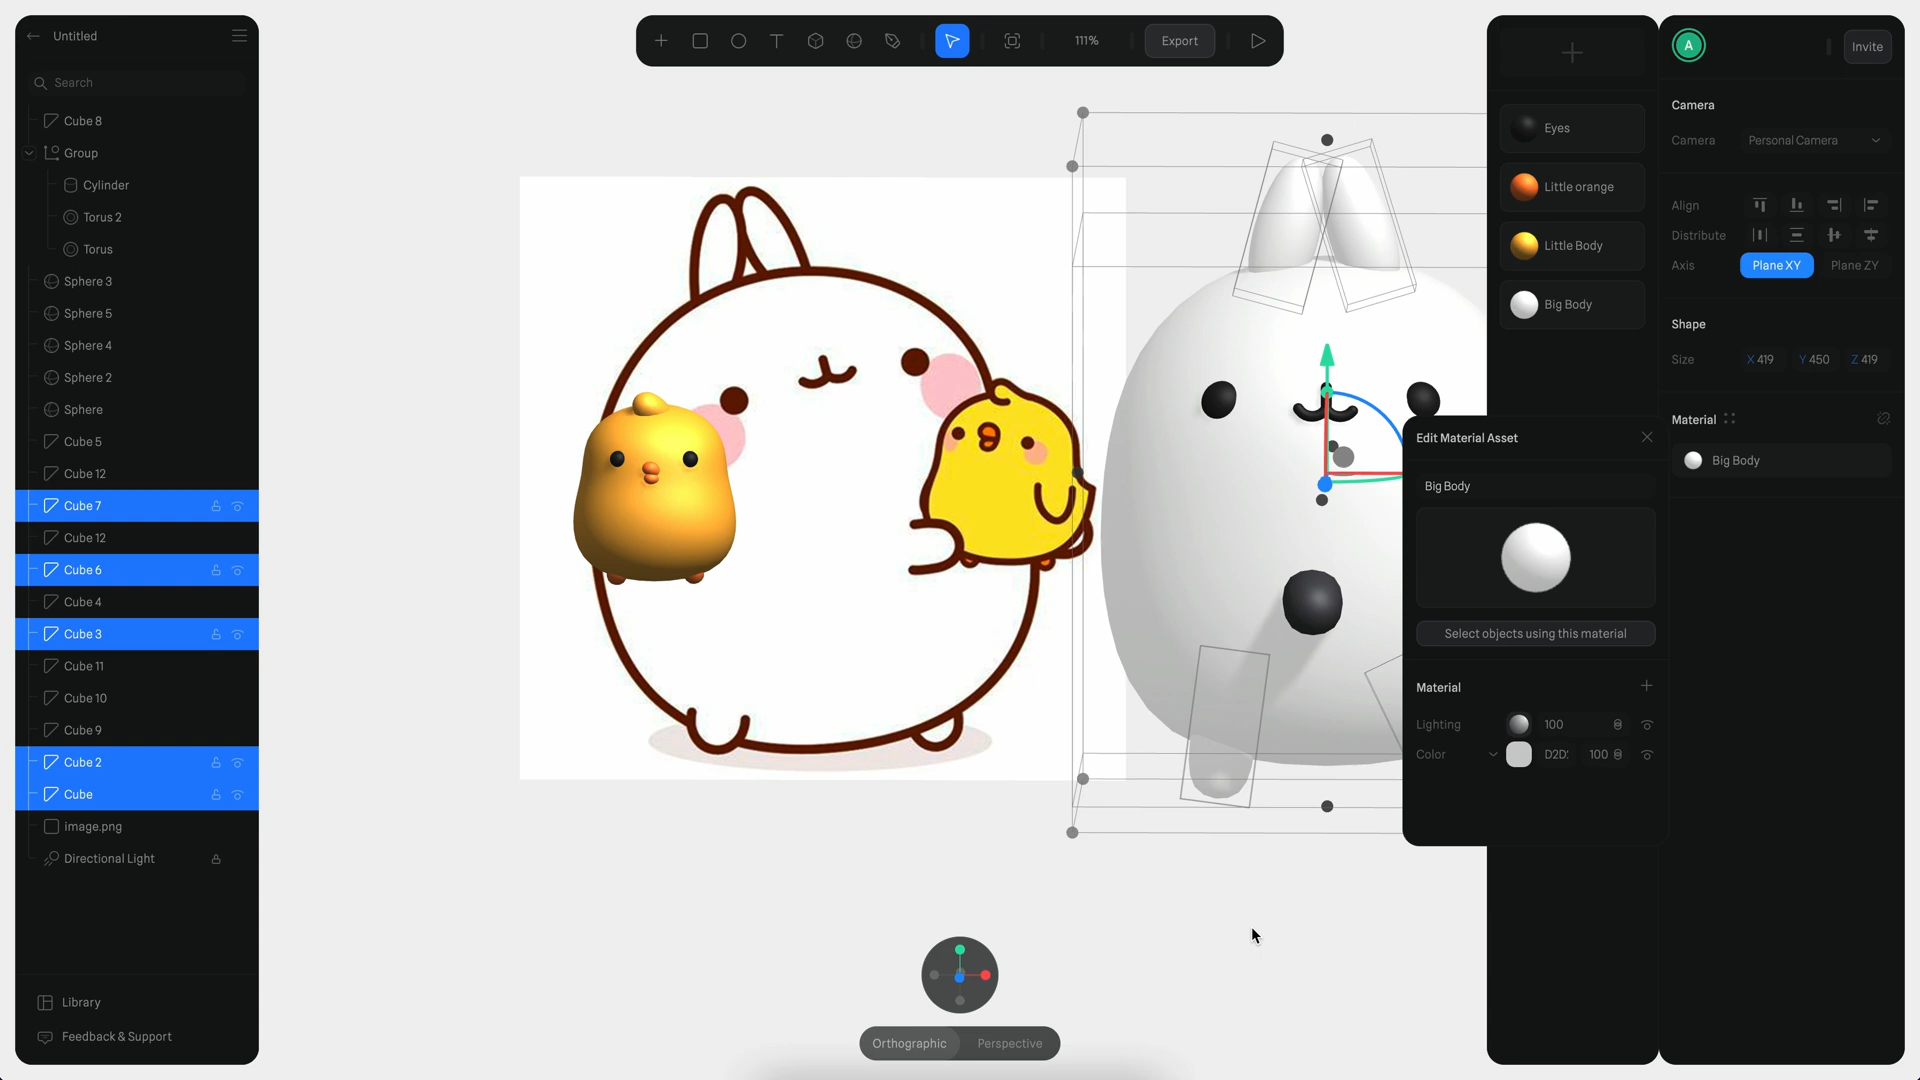 Untitled
Search
Cube 8
Group
Cylinder
Torus 2
Torus
Sphere 3
Sphere 5
Sphere 4
Sphere 2
Sphere
Cube 5
Cube 12
Cube 7
Cube 12
Cube 6
Cube 4
Cube 3
Cube 11
Cube 10
Cube 9
Cube 2
Cube
image.png
Directional Light
Library
Feedback & Support
111%
Export
Orthographic
Perspective
Eyes
Little orange
Little Body
Big Body
Edit Material Asset
Big Body
Select objects using this material
Material
Lighting 100
Color D2D2 100
A
Invite
Camera
Camera Personal Camera
Align
Distribute
Axis Plane XY Plane ZY
Shape
Size X 419 Y 450 Z 419
Material
Big Body